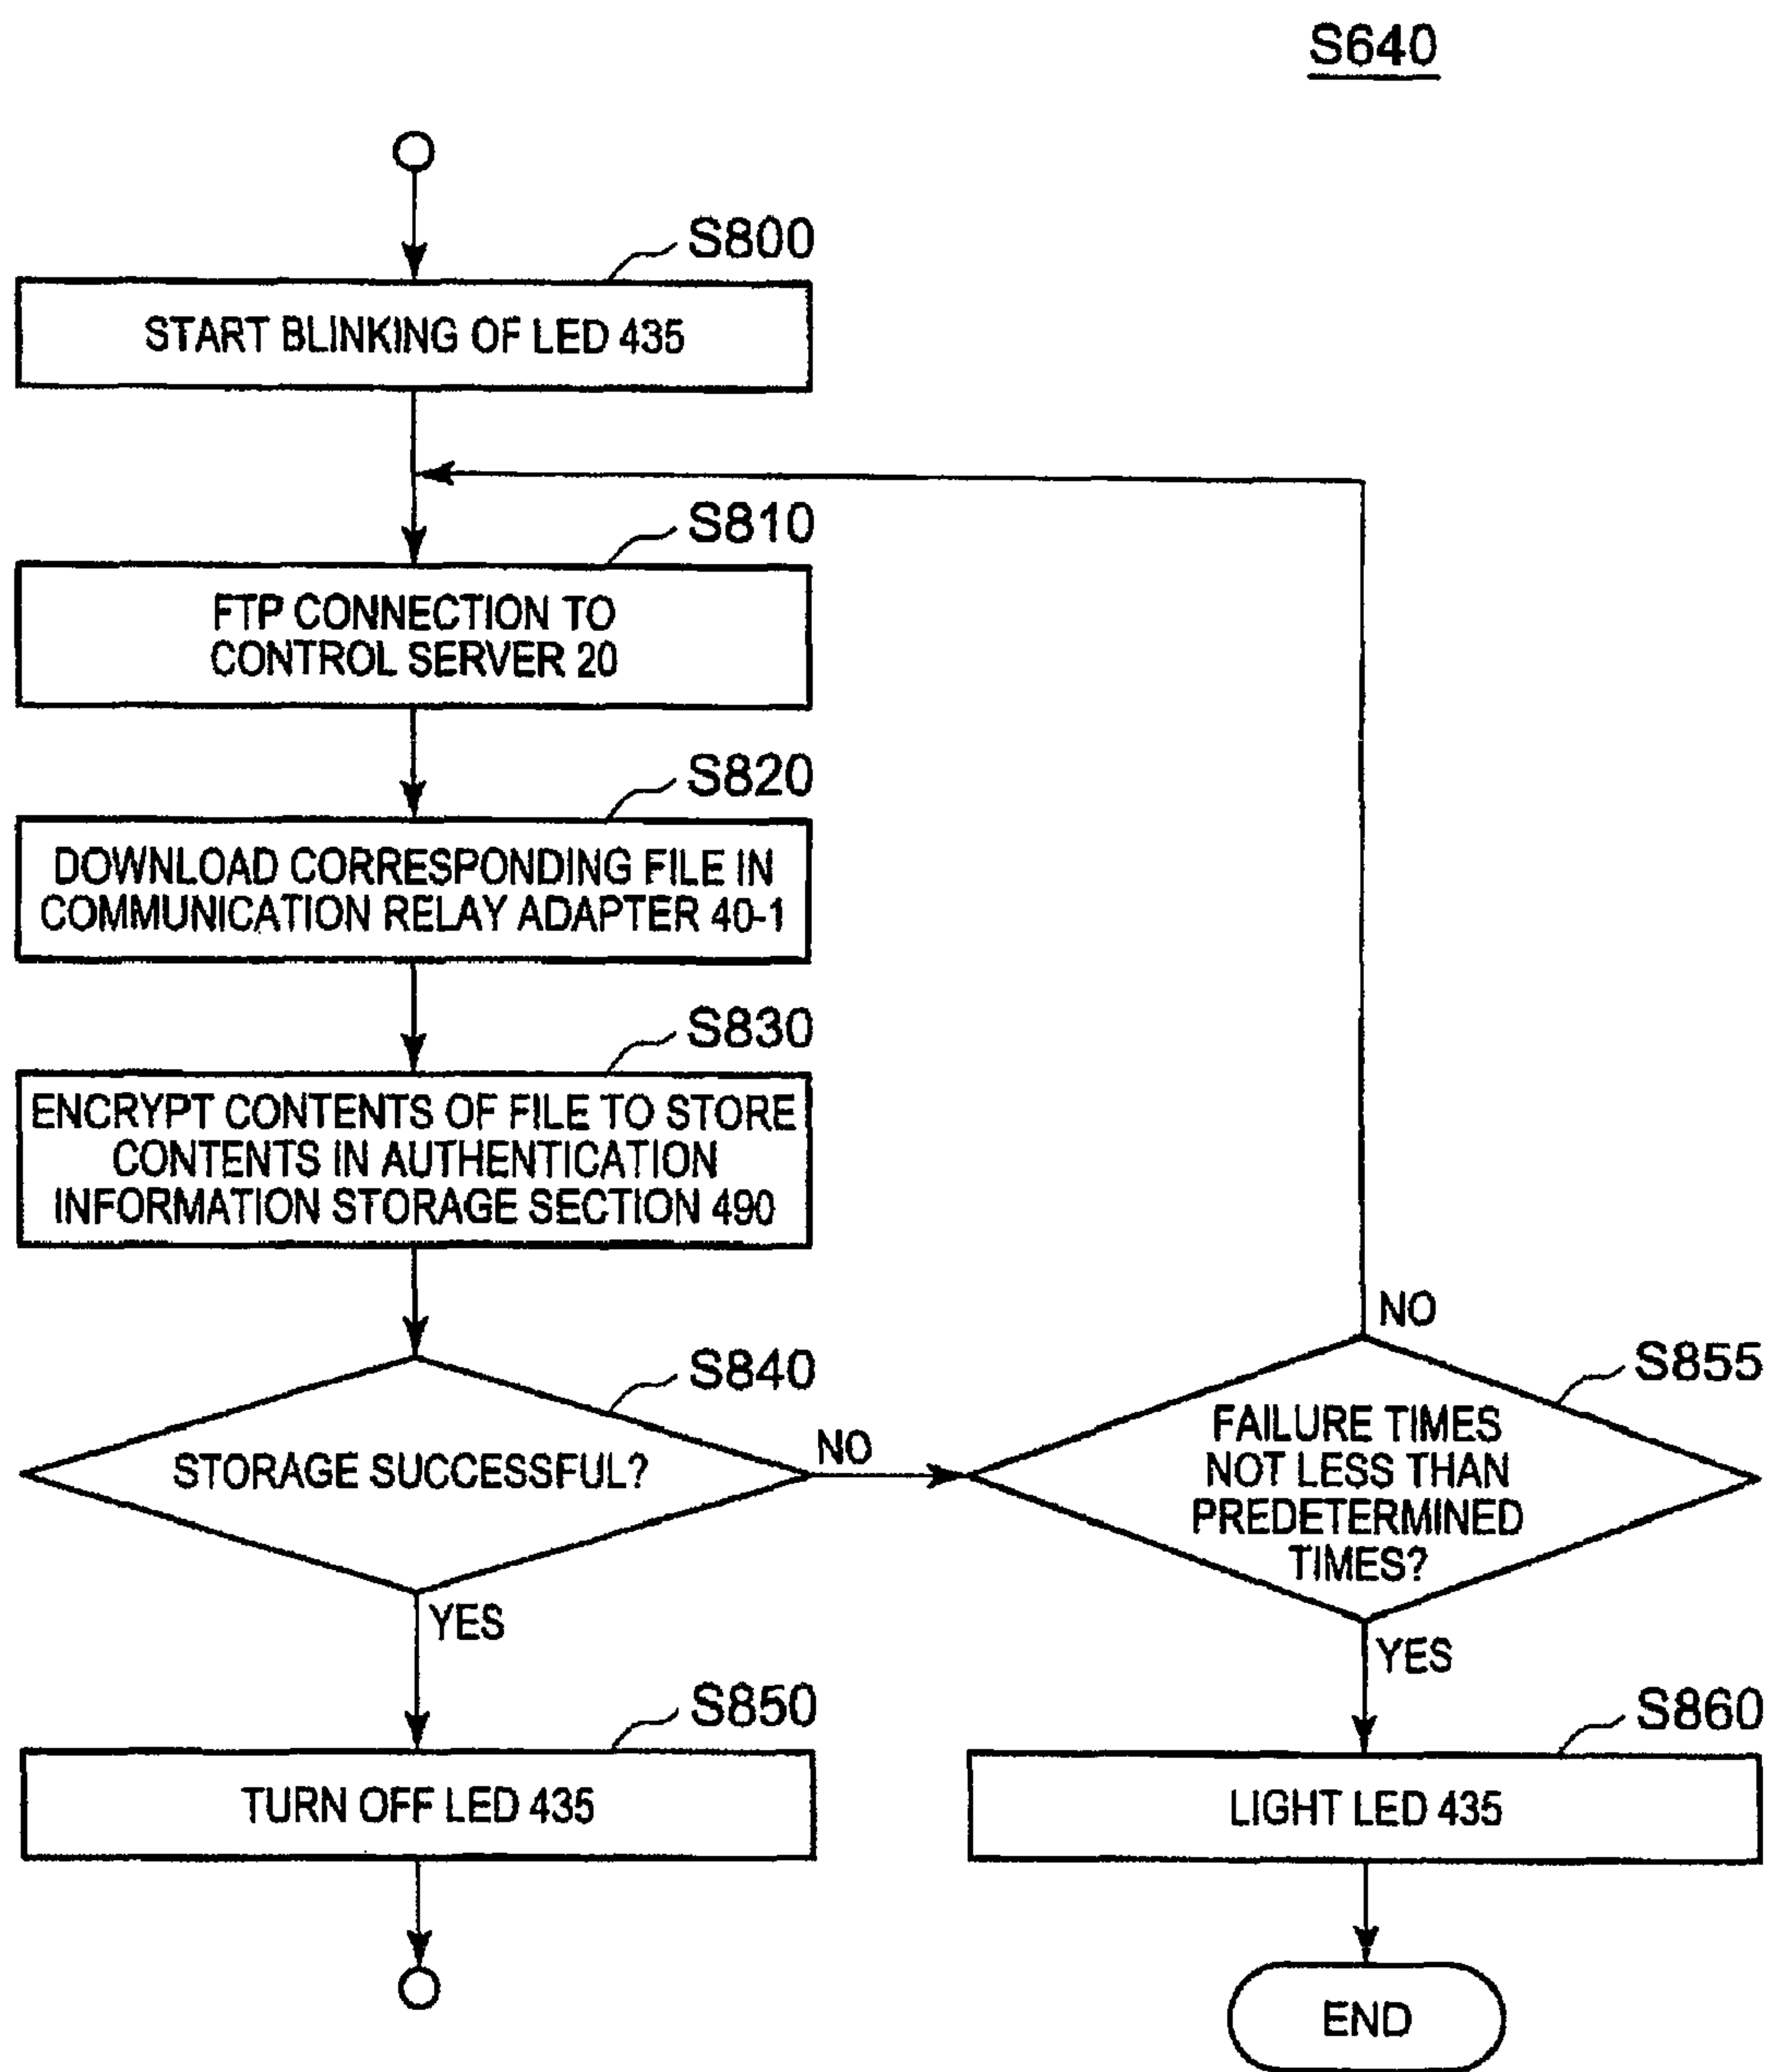 S640
S800
START BLINKING OF LED 435
S810
FTP CONNECTION TO
CONTROL SERVER 20
S820
DOWNLOAD CORRESPONDING FILE IN
COMMUNICATION RELAY ADAPTER 40-1
S830
ENCRYPT CONTENTS OF FILE TO STORE
CONTENTS IN AUTHENTICATION
INFORMATION STORAGE SECTION 490
S840
STORAGE SUCCESSFUL?
NO
YES
S850
TURN OFF LED 435
NO
S855
FAILURE TIMES
NOT LESS THAN
PREDETERMINED
TIMES?
YES
S860
LIGHT LED 435
END